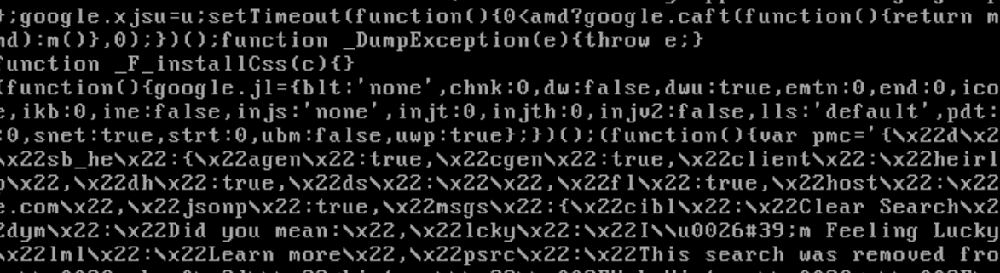 };google.xjsu=u;setTimeout(function(){0<amd?google.caft(function(){return m
nd):m()},0);})();function _DumpException(e){throw e;}
function _F_installCss(c){}
(function(){google.jl={blt:'none',chnk:0,dw:false,dwu:true,emtn:0,end:0,ico
e,ikb:0,ine:false,injs:'none',injt:0,injth:0,injv2:false,lls:'default',pdt:
:0,snet:true,strt:0,ubm:false,uwp:true};})();(function(){var pmc='{\x22d\x2
\x22sb_he\x22:{\x22agen\x22:true,\x22cgen\x22:true,\x22client\x22:\x22heirl
p\x22,\x22dh\x22:true,\x22ds\x22:\x22\x22,\x22fl\x22:true,\x22host\x22:\x22
e.com\x22,\x22jsonp\x22:true,\x22msgs\x22:{\x22cibl\x22:\x22Clear Search\x2
2dym\x22:\x22Did you mean:\x22,\x22lcky\x22:\x22I\\u0026#39;m Feeling Lucky
\x22lml\x22:\x22Learn more\x22,\x22psrc\x22:\x22This search was removed fro